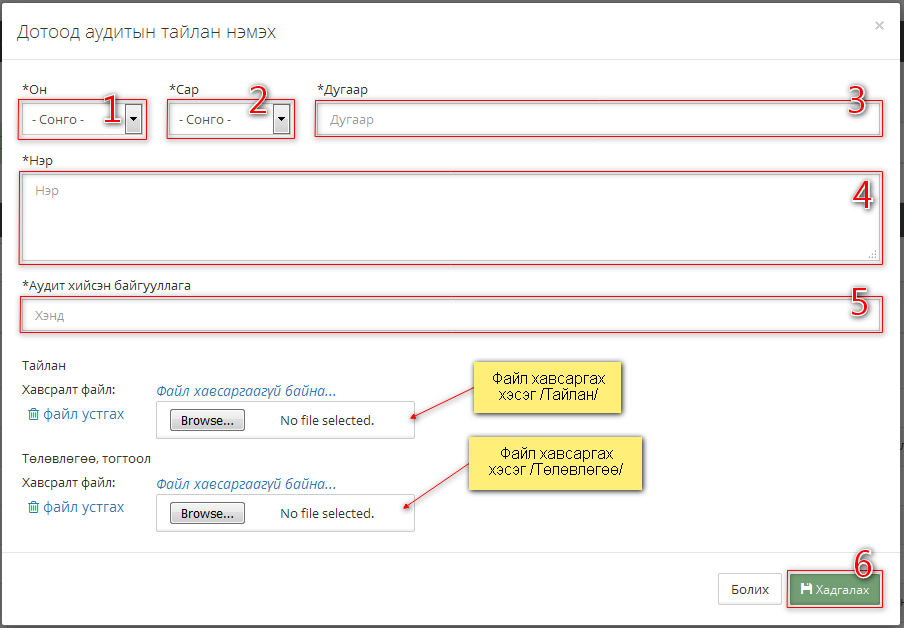 Дотоод аудитын тайлан нэмэх
×
*Он *Сар *Дугаар
- Сонго - 1 - Сонго - 2 Дугаар 3
*Нэр
Нэр 4
*Аудит хийсэн байгууллага
Хэнд 5
Тайлан
Хавсралт файл: Файл хавсаргаагүй байна...
файл устгах Browse... No file selected.
Файл хавсаргах
хэсэг /Тайлан/
Төлөвлөгөө, тогтоол
Хавсралт файл: Файл хавсаргаагүй байна...
файл устгах Browse... No file selected.
Файл хавсаргах
хэсэг /Төлөвлөгөө/
Болих Хадгалах 6